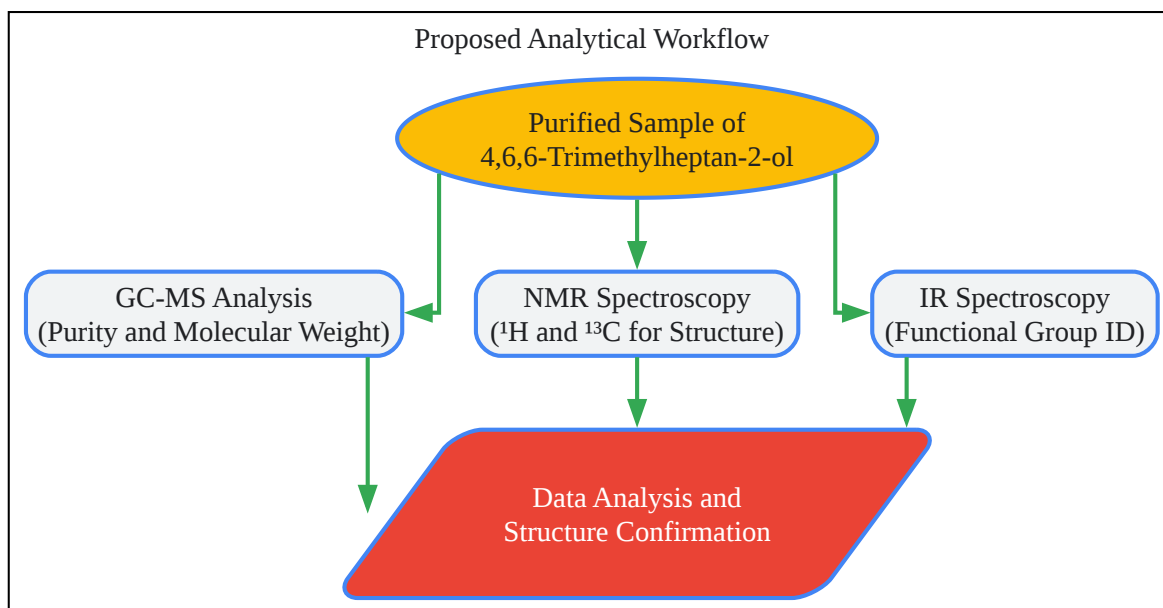 Proposed Analytical Workflow
Purified Sample of
4,6,6-Trimethylheptan-2-ol
GC-MS Analysis
(Purity and Molecular Weight)
NMR Spectroscopy
(¹H and ¹³C for Structure)
IR Spectroscopy
(Functional Group ID)
Data Analysis and
Structure Confirmation